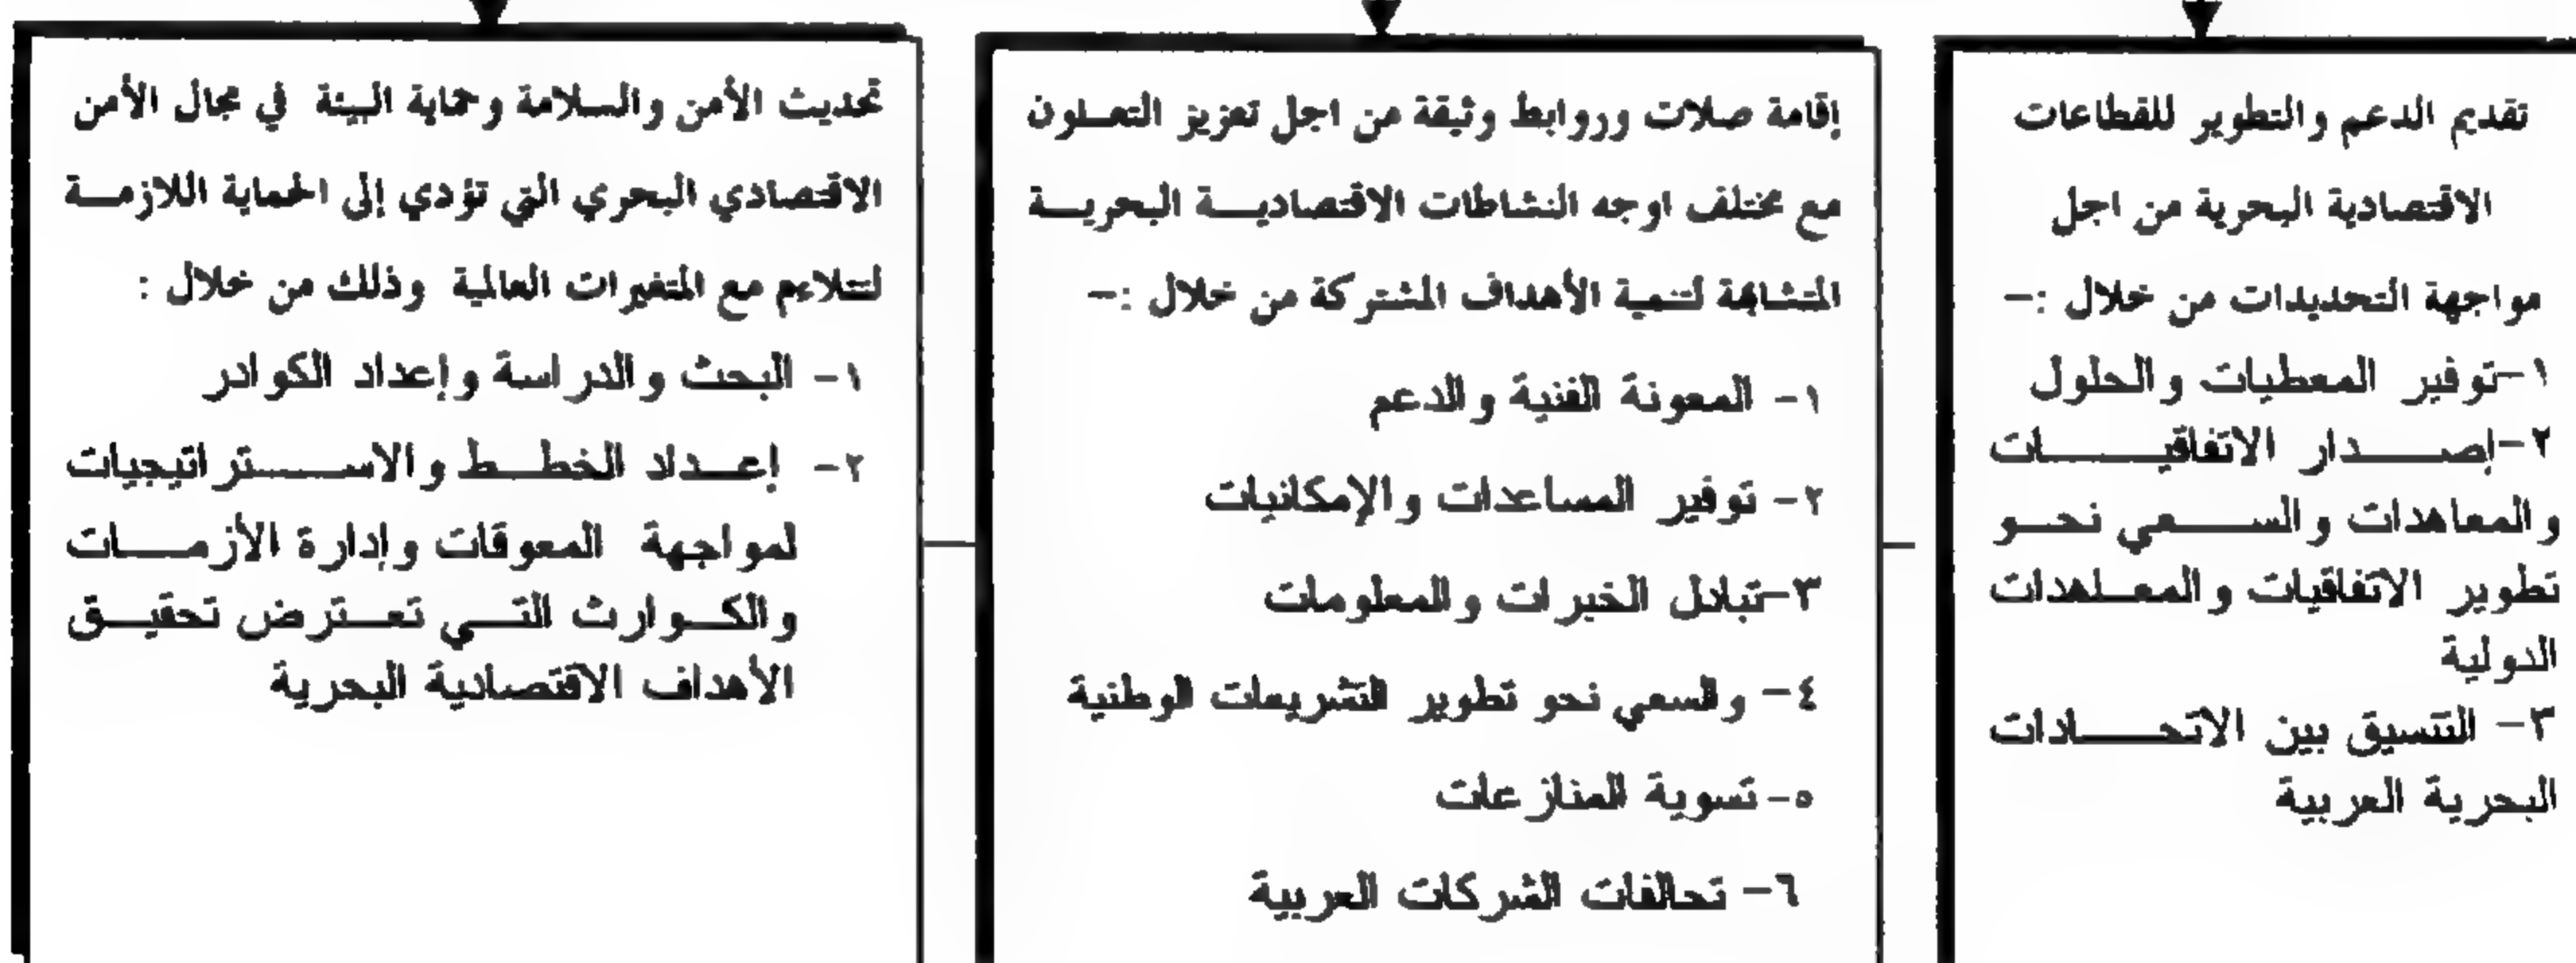 تقديم الدعم والتطوير للقطاعات
الاقتصادية البحرية من اجل
مواجهة التحديدات من خلال :-
١-توفير المعطيات والحلول
٢-إصدار الاتفاقيات
والمعاهدات والسعي نحو
تطوير الاتفاقيات والمعاهدات
الدولية
٣- التنسيق بين الاتحادات
البحرية العربية
إقامة صلات وروابط وثيقة من اجل تعزيز التعاون
مع مختلف اوجه النشاطات الاقتصادية البحرية
المتشابهة لتنمية الأهداف المشتركة من خلال :-
١- المعونة الفنية والدعم
٢- توفير المساعدات والإمكانيات
٣-تبادل الخبرات والمعلومات
٤- والسعي نحو تطوير التشريعات الوطنية
٥- تسوية المنازعات
٦- تحالفات الشركات العربية
تحديث الأمن والسلامة وحماية البيئة في مجال الأمن
الاقتصادي البحري التي تؤدي إلى الحماية اللازمة
لتتلاءم مع المتغيرات العالمية وذلك من خلال :
١- البحث والدراسة وإعداد الكوادر
٢- إعداد الخطط والاستراتيجيات
لمواجهة المعوقات وإدارة الأزمات
والكوارث التي تعترض تحقيق
الأهداف الاقتصادية البحرية